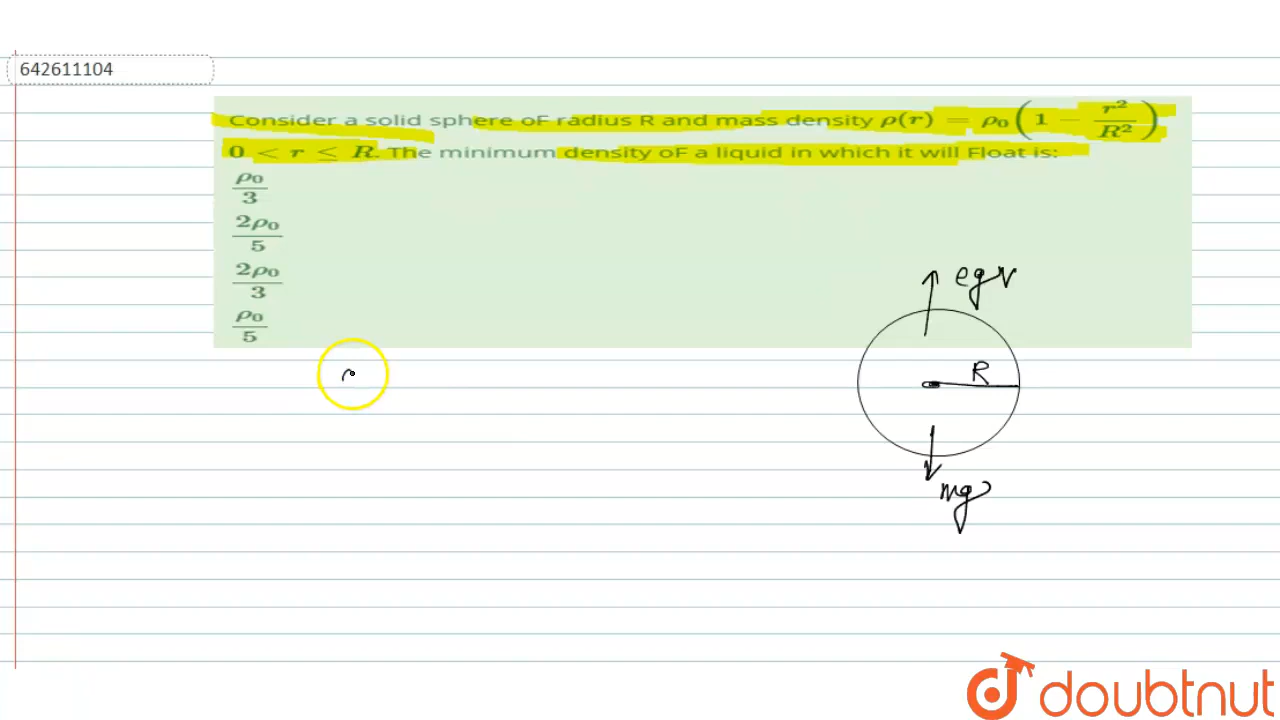 642611104
Consider a solid sphere oF radius R and mass density ρ(r) = ρ₀(1 − r²/R²)
0 < r ≤ R. The minimum density oF a liquid in which it will Float is:
ρ₀/3
2ρ₀/5
2ρ₀/3
ρ₀/5
ρgV
R
mg
doubtnut